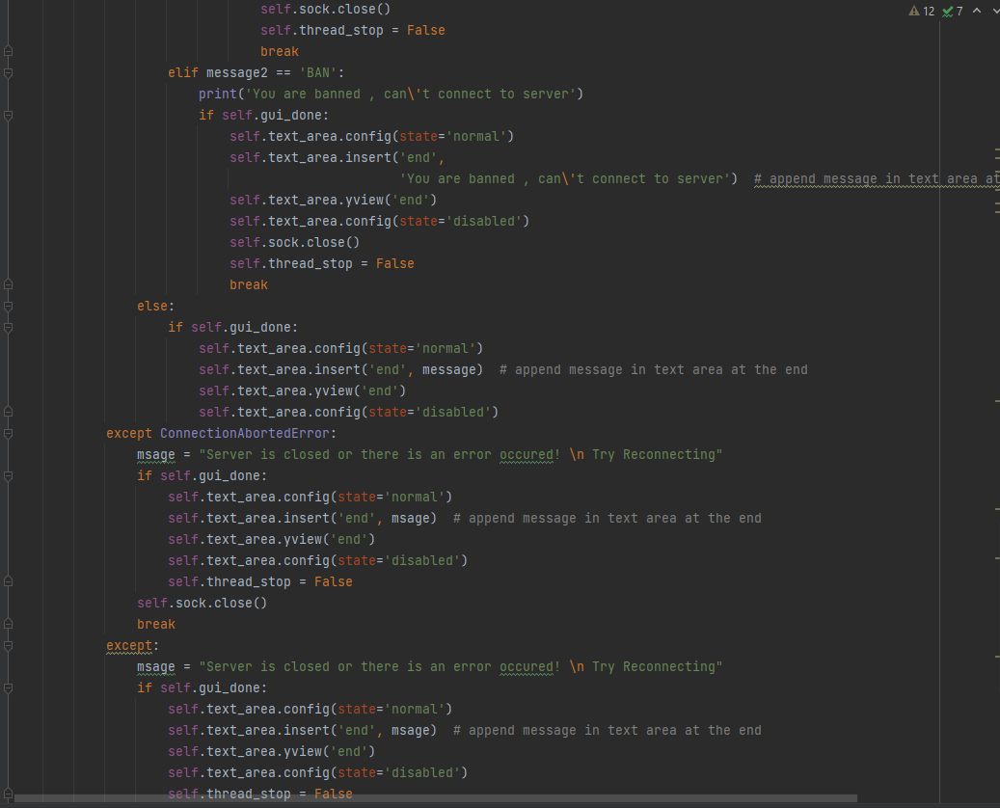 self.sock.close()
12 7
self.thread_stop = False
break
elif message2 == 'BAN':
print('You are banned , can\'t connect to server')
if self.gui_done:
self.text_area.config(state='normal')
self.text_area.insert('end',
'You are banned , can\'t connect to server')  # append message in text area at
self.text_area.yview('end')
self.text_area.config(state='disabled')
self.sock.close()
self.thread_stop = False
break
else:
if self.gui_done:
self.text_area.config(state='normal')
self.text_area.insert('end', message)  # append message in text area at the end
self.text_area.yview('end')
self.text_area.config(state='disabled')
except ConnectionAbortedError:
msage = "Server is closed or there is an error occured! \n Try Reconnecting"
if self.gui_done:
self.text_area.config(state='normal')
self.text_area.insert('end', msage)  # append message in text area at the end
self.text_area.yview('end')
self.text_area.config(state='disabled')
self.thread_stop = False
self.sock.close()
break
except:
msage = "Server is closed or there is an error occured! \n Try Reconnecting"
if self.gui_done:
self.text_area.config(state='normal')
self.text_area.insert('end', msage)  # append message in text area at the end
self.text_area.yview('end')
self.text_area.config(state='disabled')
self.thread_stop = False